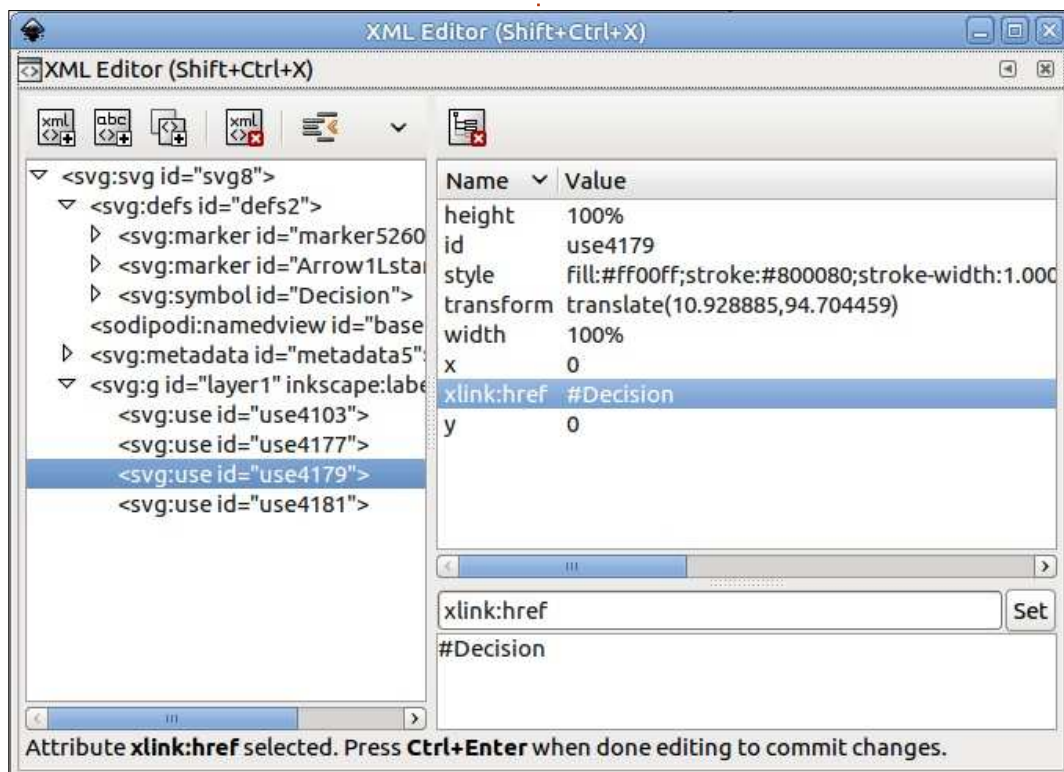 XML Editor (Shift+Ctrl+X)
XML Editor (Shift+Ctrl+X)
xml
abc
xml
<svg:svg id="svg8">
<svg:defs id="defs2">
<svg:marker id="marker5260
<svg:marker id="Arrow1Lstar
<svg:symbol id="Decision">
<sodipodi:namedview id="base
<svg:metadata id="metadata5"
<svg:g id="layer1" inkscape:labe
<svg:use id="use4103">
<svg:use id="use4177">
<svg:use id="use4179">
<svg:use id="use4181">
Name Value
height 100%
id use4179
style fill:#ff00ff;stroke:#800080;stroke-width:1.000
transform translate(10.928885,94.704459)
width 100%
x 0
xlink:href #Decision
y 0
xlink:href Set
#Decision
Attribute xlink:href selected. Press Ctrl+Enter when done editing to commit changes.